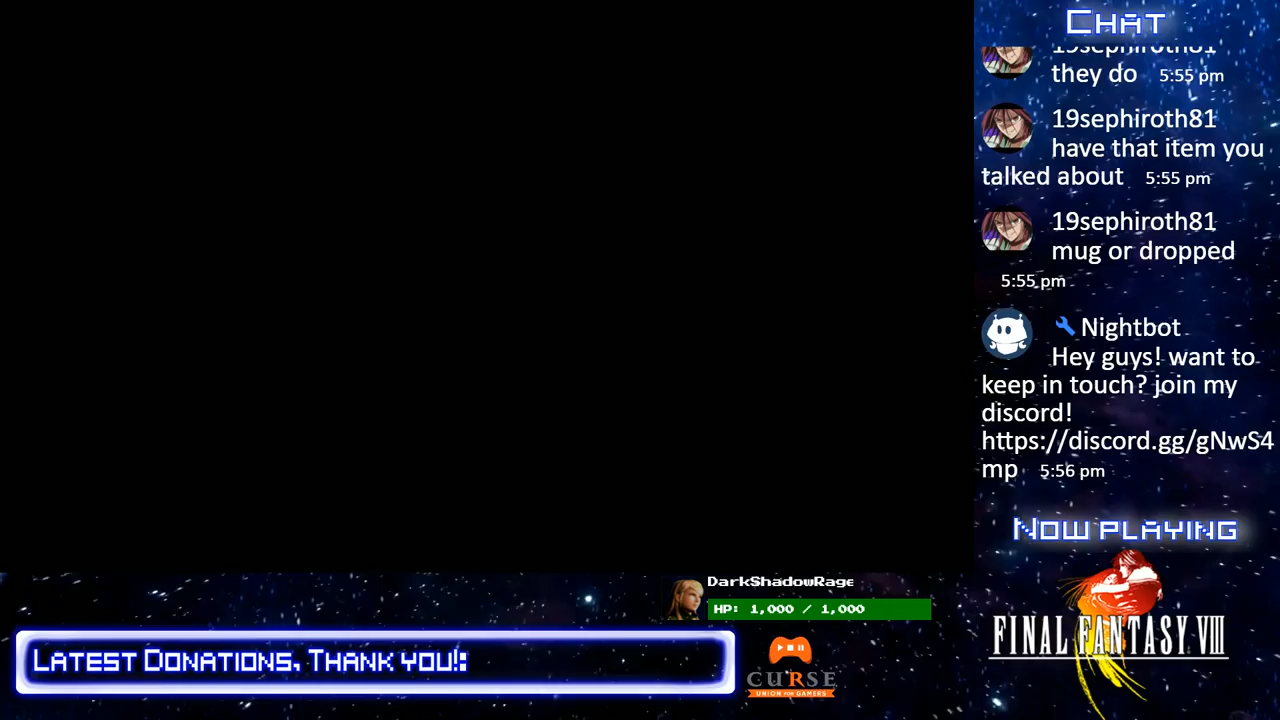 CHAT
19sephiroth81
they do 5:55 pm
19sephiroth81
have that item you
talked about 5:55 pm
19sephiroth81
mug or dropped
5:55 pm
Nightbot
Hey guys! want to
keep in touch? join my
discord!
https://discord.gg/gNwS4
mp 5:56 pm
NOW PLAYING
FINAL FANTASY VIII
DarkShadowRage
HP: 1,000 / 1,000
LATEST DONATIONS, THANK YOU!:
CURSE
UNION FOR GAMERS